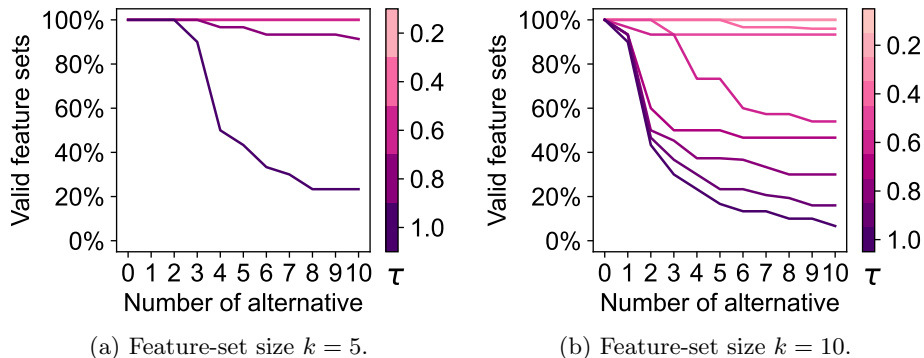 100%
80%
60%
40%
20%
0%
Valid feature sets
0 1 2 3 4 5 6 7 8 9 10
Number of alternative
0.2
0.4
0.6
0.8
1.0
τ
(a) Feature-set size k = 5.
100%
80%
60%
40%
20%
0%
Valid feature sets
0 1 2 3 4 5 6 7 8 9 10
Number of alternative
0.2
0.4
0.6
0.8
1.0
τ
(b) Feature-set size k = 10.